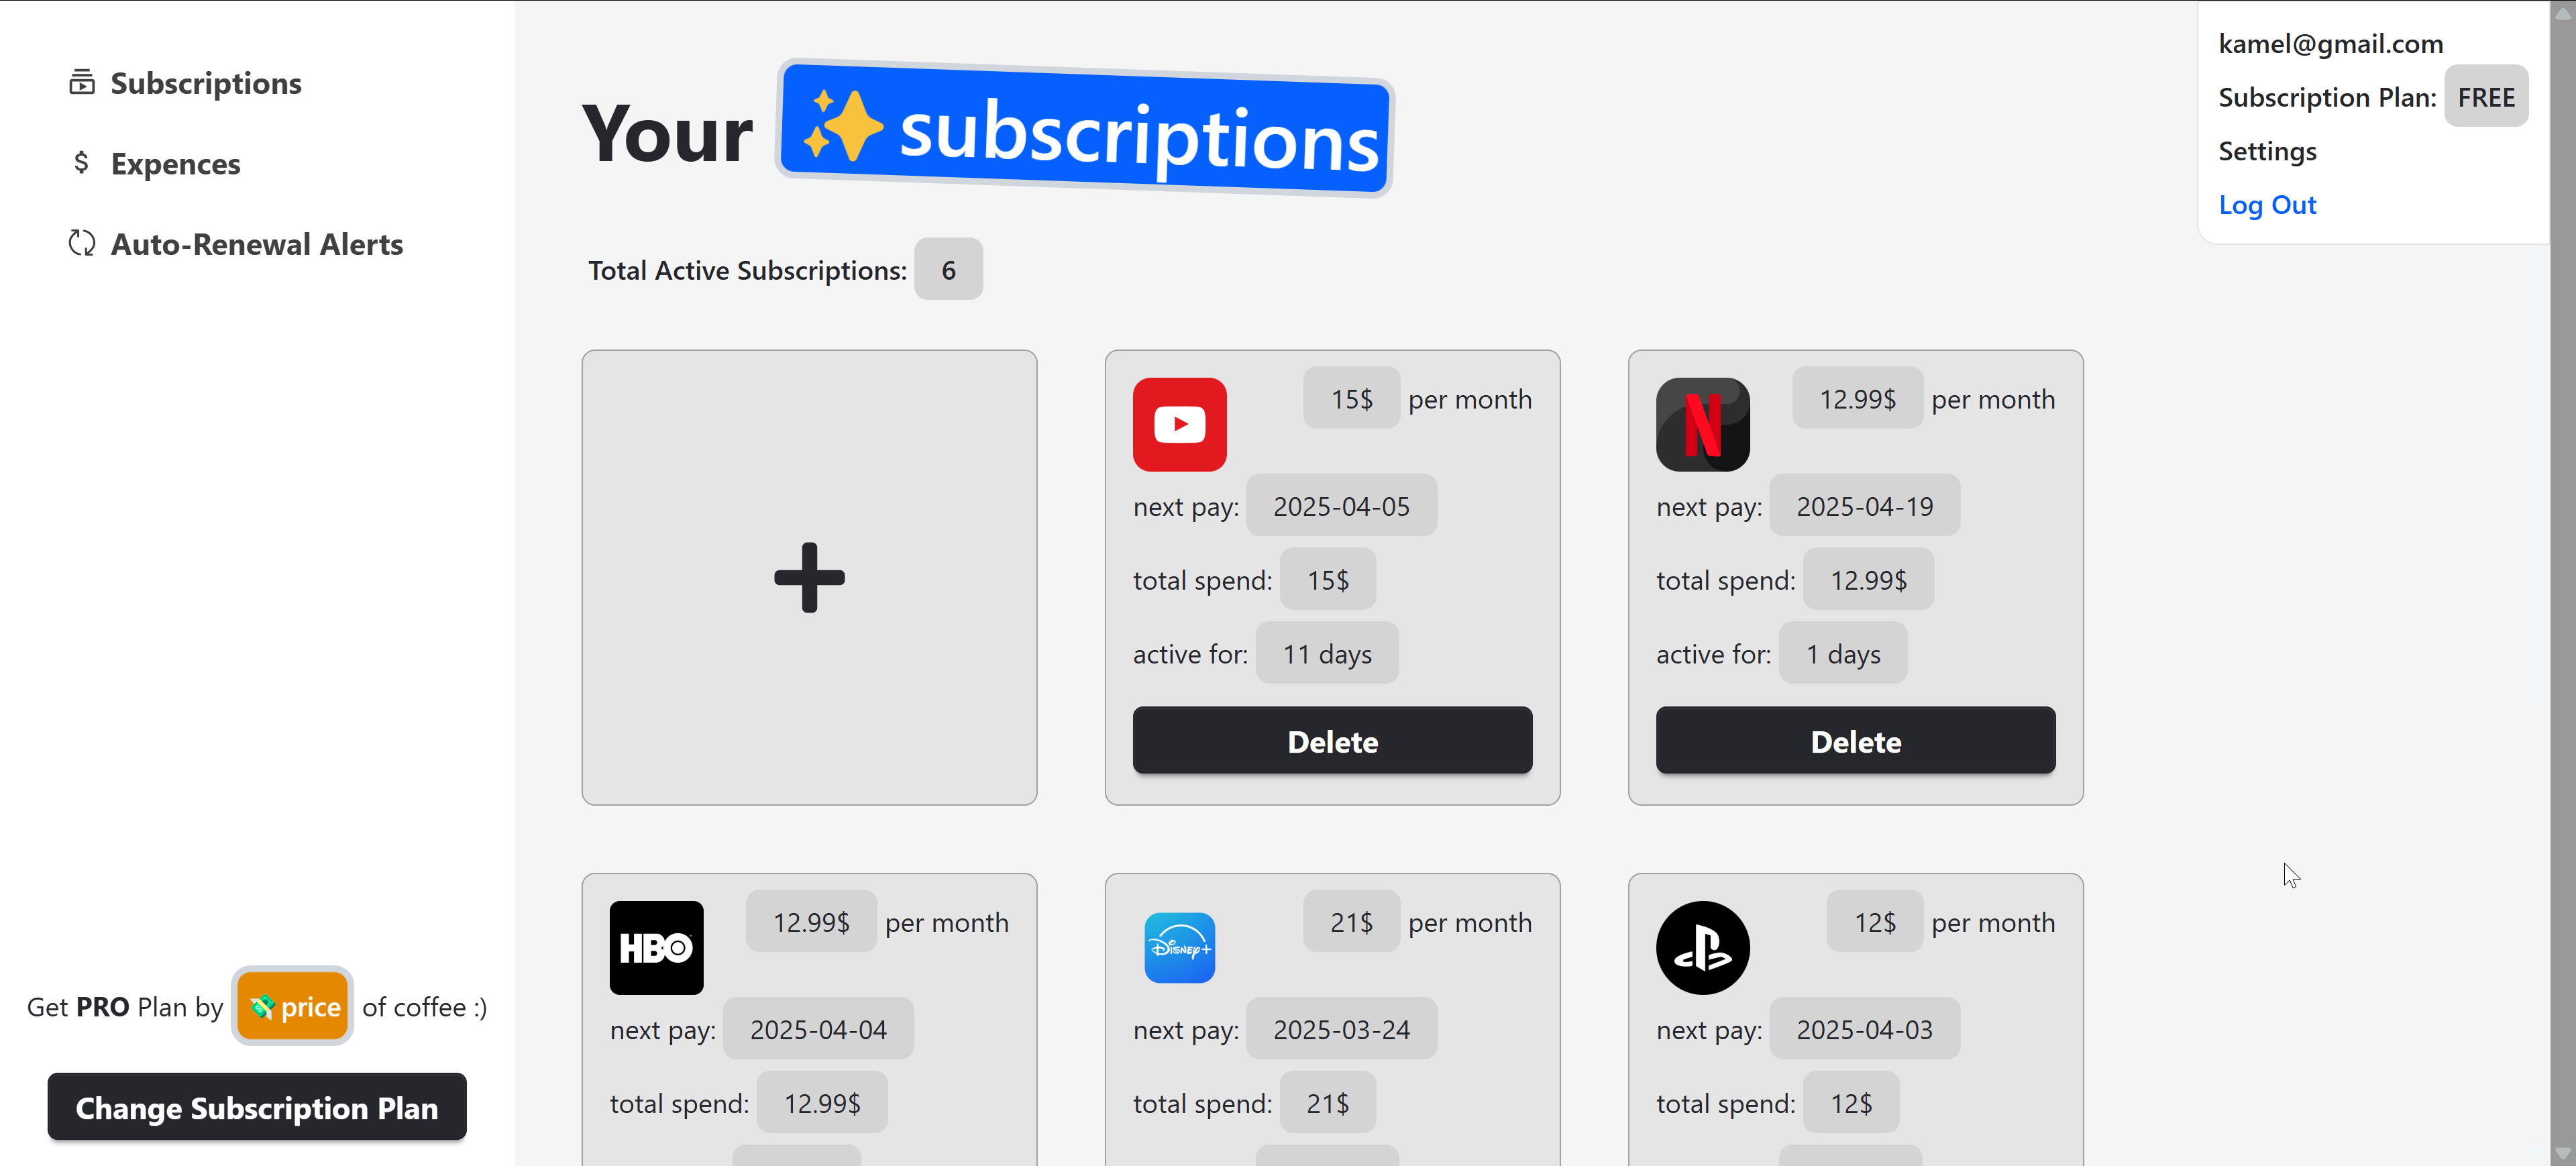 Subscriptions
Expences
Auto-Renewal Alerts
Get PRO Plan by 💸 price of coffee :)
Change Subscription Plan
Your ✨ subscriptions
Total Active Subscriptions: 6
kamel@gmail.com
Subscription Plan: FREE
Settings
Log Out
15$ per month
next pay: 2025-04-05
total spend: 15$
active for: 11 days
Delete
N
12.99$ per month
next pay: 2025-04-19
total spend: 12.99$
active for: 1 days
Delete
HBO
12.99$ per month
next pay: 2025-04-04
total spend: 12.99$
Disney+
21$ per month
next pay: 2025-03-24
total spend: 21$
12$ per month
next pay: 2025-04-03
total spend: 12$